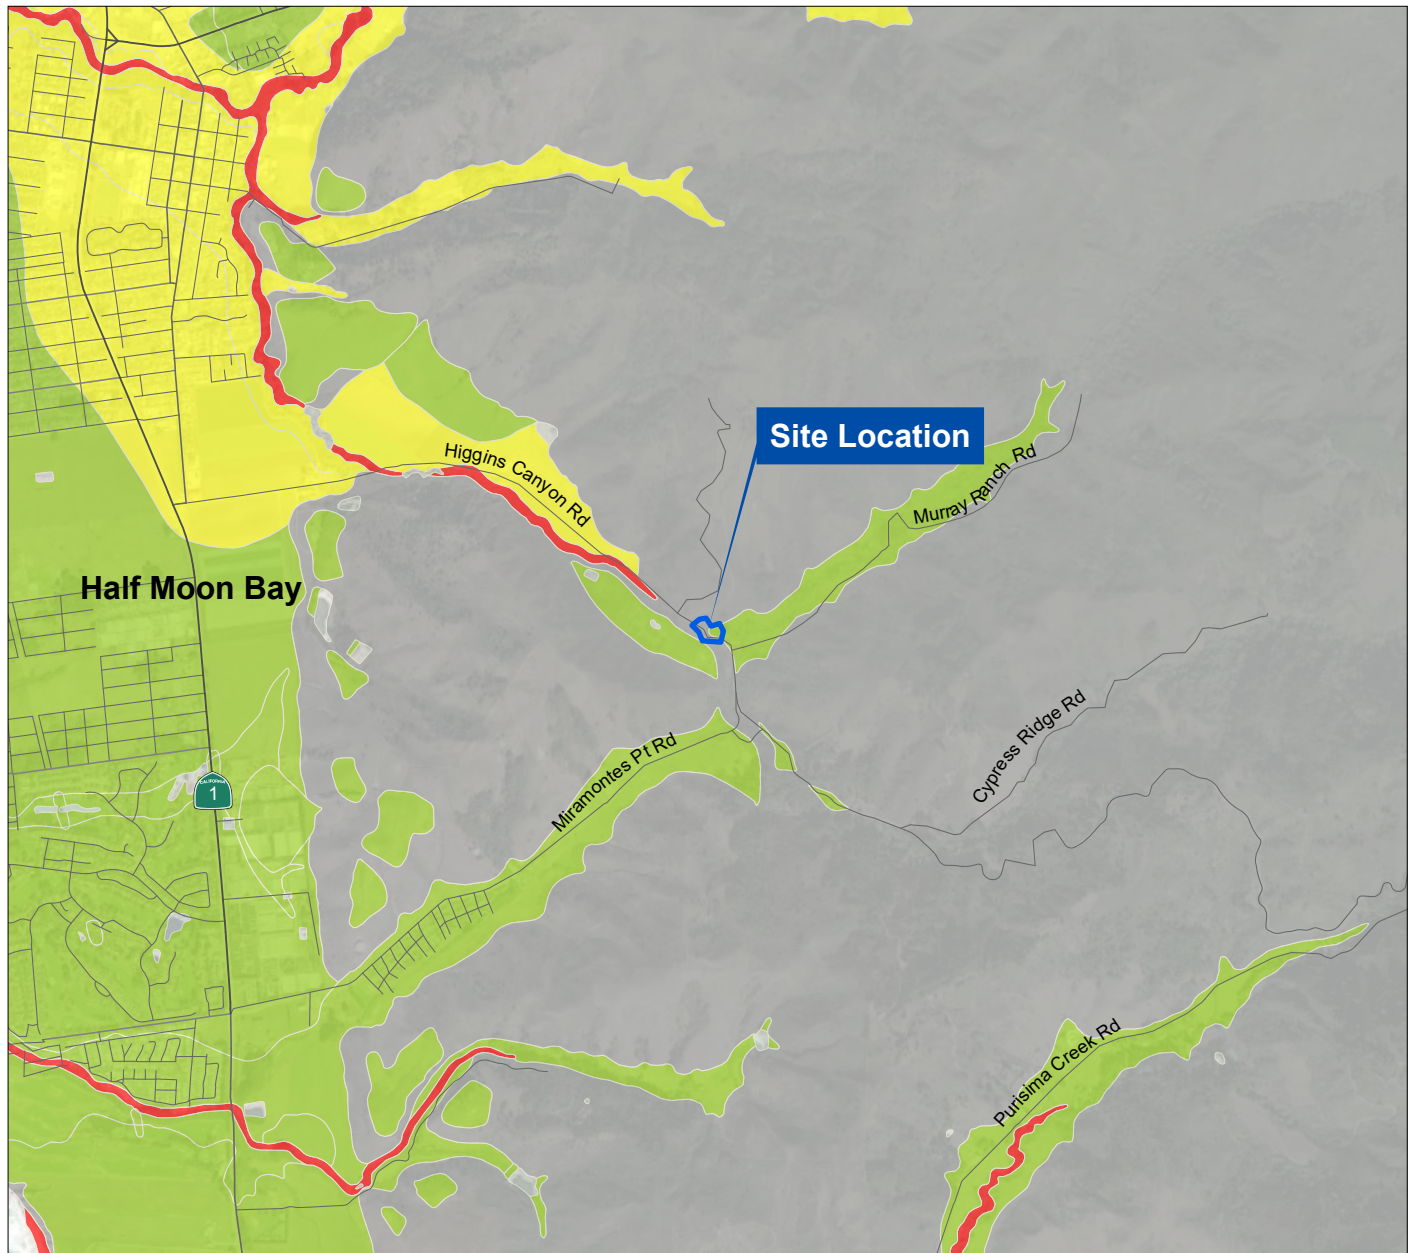 Higgins Canyon Rd
Site Location
Murray Ranch Rd
Half Moon Bay
Cypress Ridge Rd
Miramontes Pt Rd
CALIFORNIA
1
Purisima Creek Rd